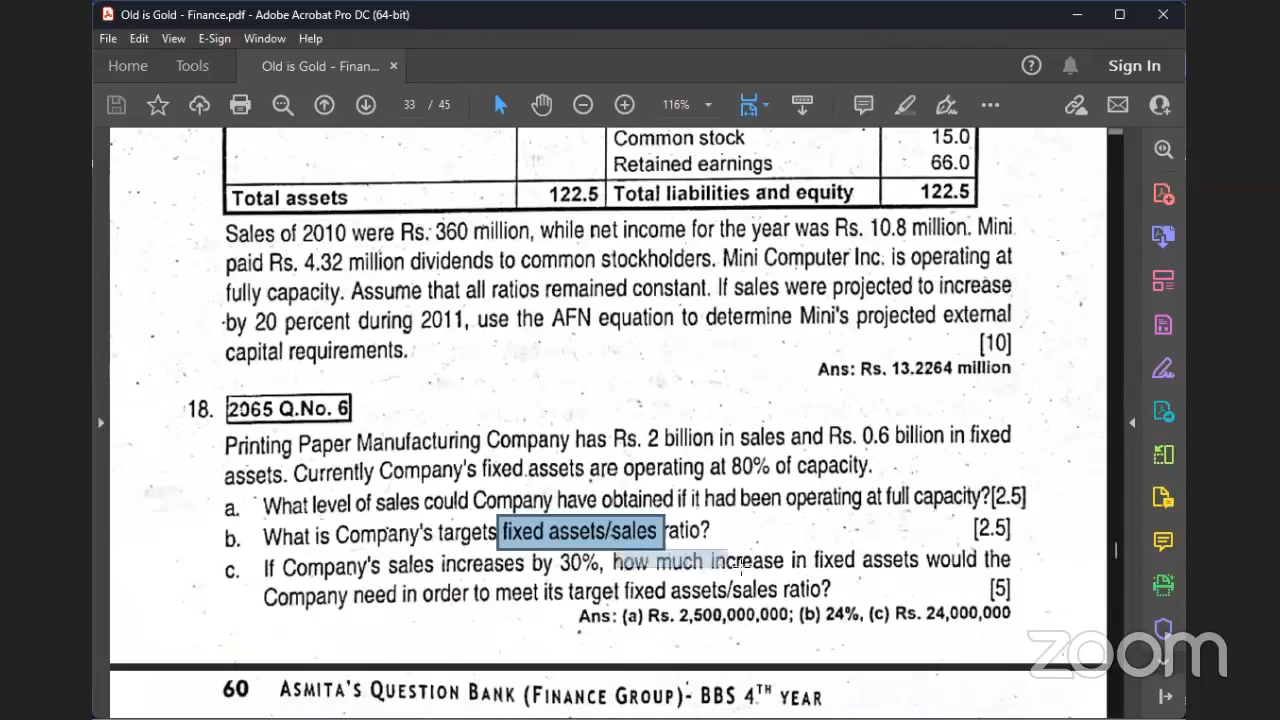 Old is Gold - Finance.pdf - Adobe Acrobat Pro DC (64-bit)
File Edit View E-Sign Window Help
Home Tools Old is Gold - Finan... × Sign In
33 / 45 116%
Common stock 15.0
Retained earnings 66.0
Total assets 122.5 Total liabilities and equity 122.5
Sales of 2010 were Rs. 360 million, while net income for the year was Rs. 10.8 million. Mini
paid Rs. 4.32 million dividends to common stockholders. Mini Computer Inc. is operating at
fully capacity. Assume that all ratios remained constant. If sales were projected to increase
by 20 percent during 2011, use the AFN equation to determine Mini's projected external
capital requirements. [10]
Ans: Rs. 13.2264 million
18. 2065 Q.No. 6
Printing Paper Manufacturing Company has Rs. 2 billion in sales and Rs. 0.6 billion in fixed
assets. Currently Company's fixed assets are operating at 80% of capacity.
a. What level of sales could Company have obtained if it had been operating at full capacity?[2.5]
b. What is Company's targets fixed assets/sales ratio? [2.5]
c. If Company's sales increases by 30%, how much increase in fixed assets would the
Company need in order to meet its target fixed assets/sales ratio? [5]
Ans: (a) Rs. 2,500,000,000; (b) 24%, (c) Rs. 24,000,000
zoom
60 ASMITA'S QUESTION BANK (FINANCE GROUP)- BBS 4TH YEAR